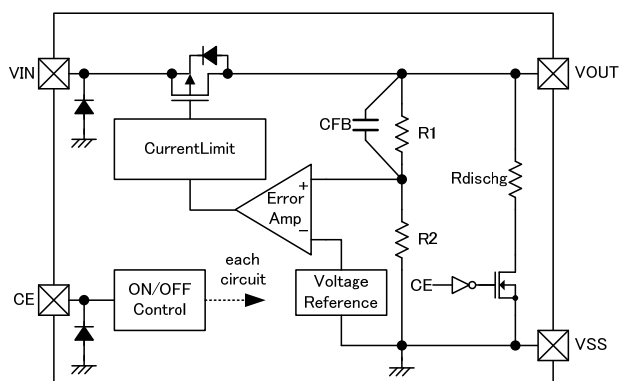 VIN
VOUT
CFB
R1
CurrentLimit
Rdischg
+
Error
Amp
−
R2
each
circuit
Voltage
Reference
CE
CE
ON/OFF
Control
VSS